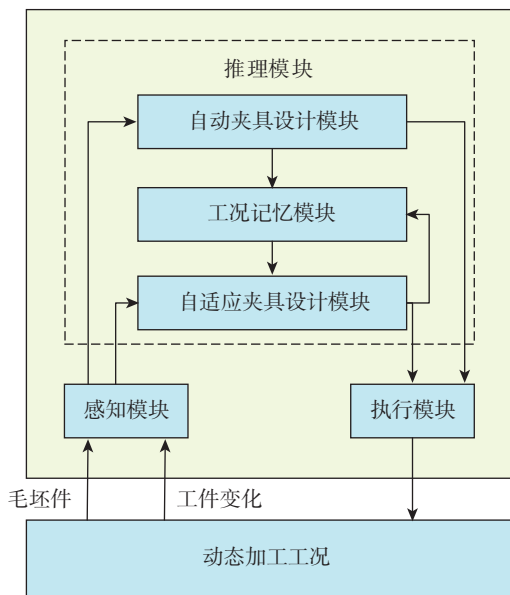 推理模块
自动夹具设计模块
工况记忆模块
自适应夹具设计模块
感知模块
执行模块
毛坯件
工件变化
动态加工工况